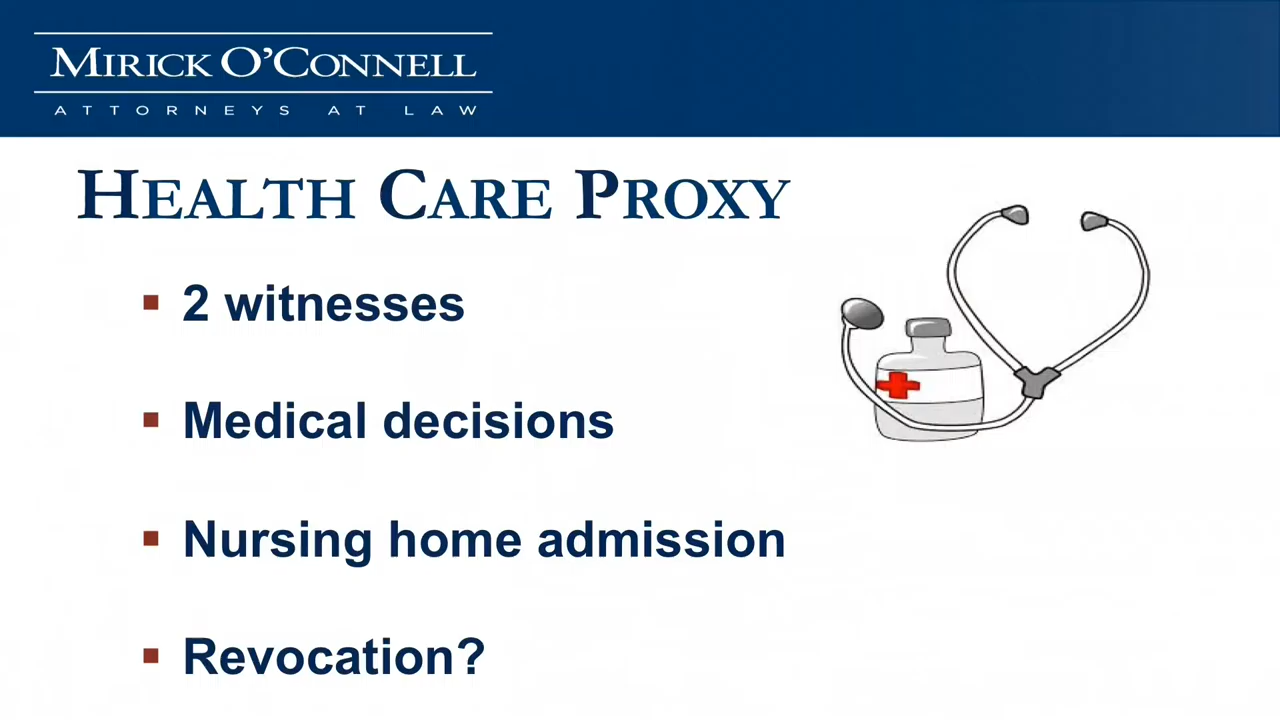 MIRICK O'CONNELL
ATTORNEYS AT LAW
HEALTH CARE PROXY
2 witnesses
Medical decisions
Nursing home admission
Revocation?